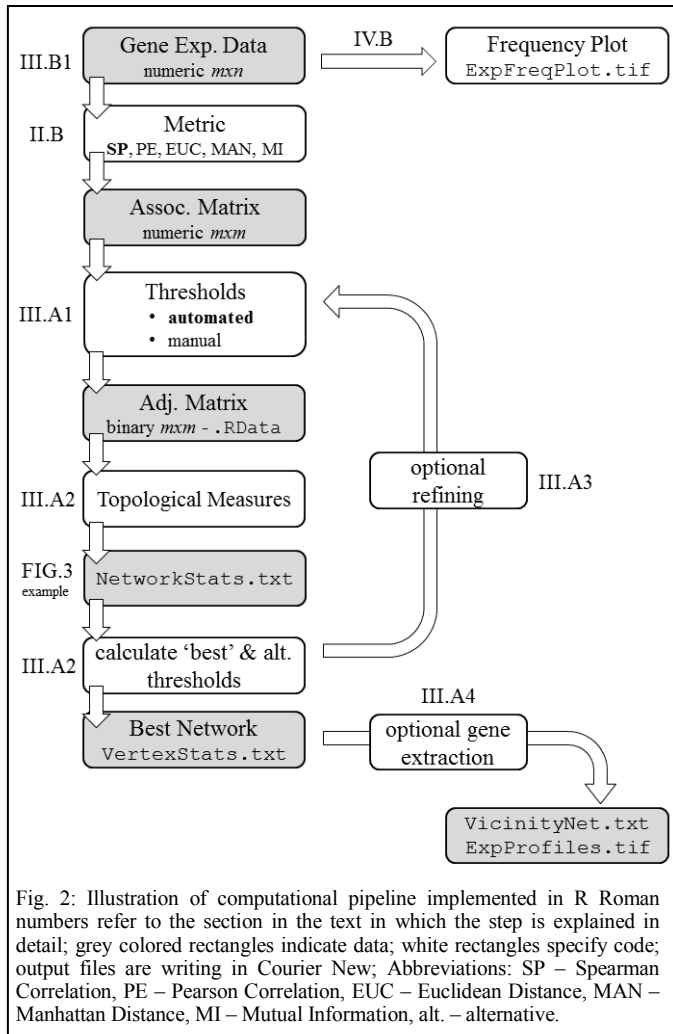 III.B1
Gene Exp. Data
numeric mxn
IV.B
Frequency Plot
ExpFreqPlot.tif
II.B
Metric
SP, PE, EUC, MAN, MI
Assoc. Matrix
numeric mxm
III.A1
Thresholds
• automated
• manual
Adj. Matrix
binary mxm - .RData
optional
refining
III.A3
III.A2
Topological Measures
FIG.3
example
NetworkStats.txt
III.A2
calculate ‘best’ & alt.
thresholds
Best Network
VertexStats.txt
III.A4
optional gene
extraction
VicinityNet.txt
ExpProfiles.tif
Fig. 2: Illustration of computational pipeline implemented in R Roman
numbers refer to the section in the text in which the step is explained in
detail; grey colored rectangles indicate data; white rectangles specify code;
output files are writing in Courier New; Abbreviations: SP – Spearman
Correlation, PE – Pearson Correlation, EUC – Euclidean Distance, MAN –
Manhattan Distance, MI – Mutual Information, alt. – alternative.